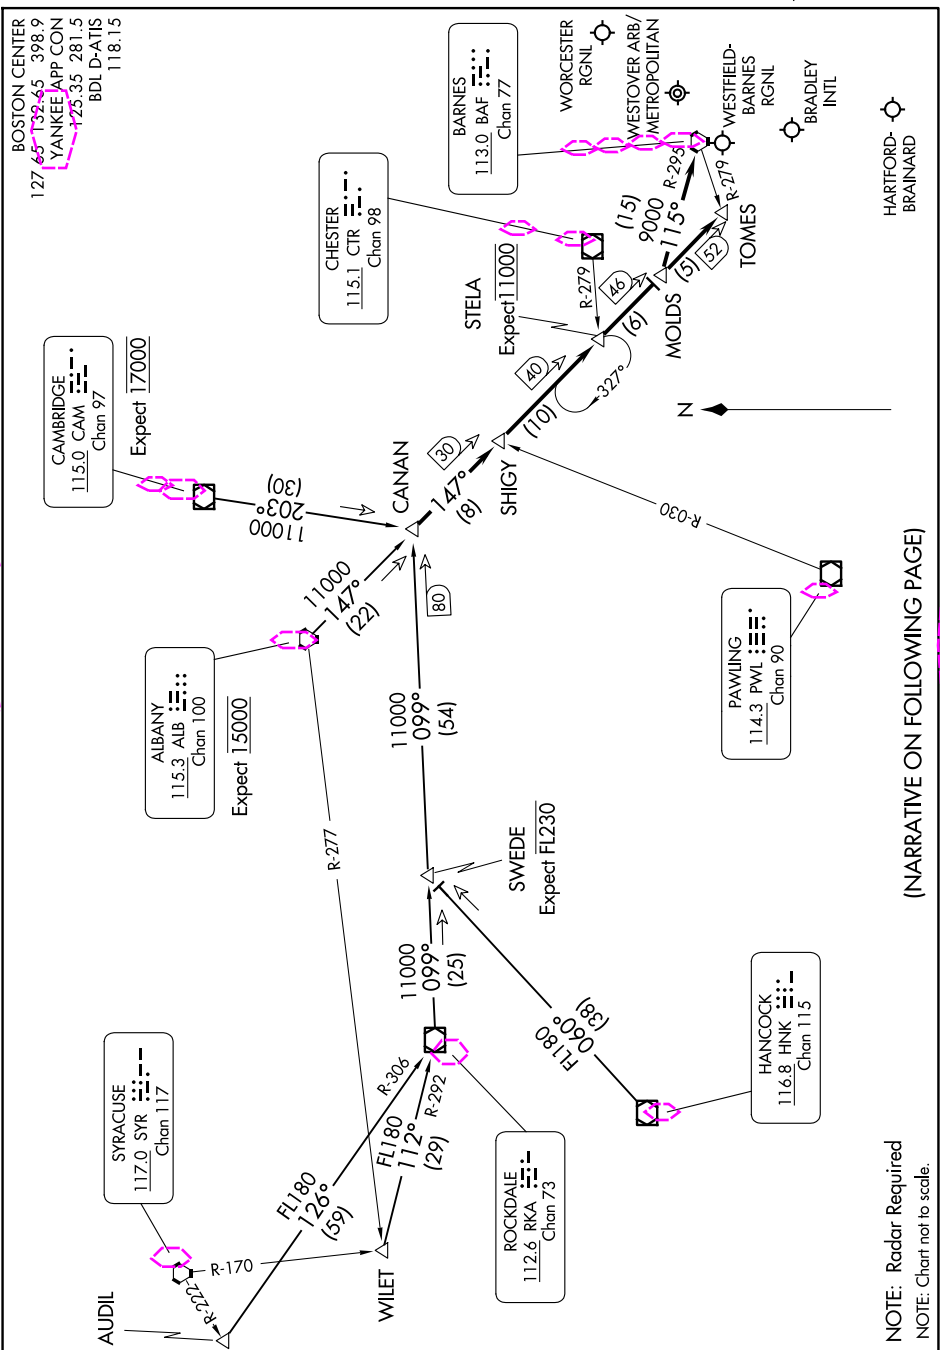 BOSTON CENTER
127.65 132.65 398.9
YANKEE APP CON
125.35 281.5
BDL D-ATIS
118.15
SYRACUSE
117.0 SYR
Chan 117
AUDIL
R-222
R-170
WILET
FL180
126°
(59)
R-306
FL180
112°
(29)
R-292
R-277
ROCKDALE
112.6 RKA
Chan 73
HANCOCK
116.8 HNK
Chan 115
FL180
060°
(38)
11000
099°
(25)
SWEDE
Expect FL230
11000
099°
(54)
80
ALBANY
115.3 ALB
Chan 100
Expect 15000
11000
147°
(22)
CAMBRIDGE
115.0 CAM
Chan 97
Expect 17000
11000
203°
(30)
CANAN
147°
(8)
30
SHIGY
R-030
PAWLING
114.3 PWL
Chan 90
(10)
40
327°
STELA
Expect 11000
CHESTER
115.1 CTR
Chan 98
R-279
(6)
46
MOLDS
(5)
52
TOMES
(15)
9000
115°
R-295
R-279
BARNES
113.0 BAF
Chan 77
WORCESTER
RGNL
WESTOVER ARB/
METROPOLITAN
WESTFIELD-
BARNES
RGNL
BRADLEY
INTL
HARTFORD-
BRAINARD
N
(NARRATIVE ON FOLLOWING PAGE)
NOTE: Radar Required
NOTE: Chart not to scale.